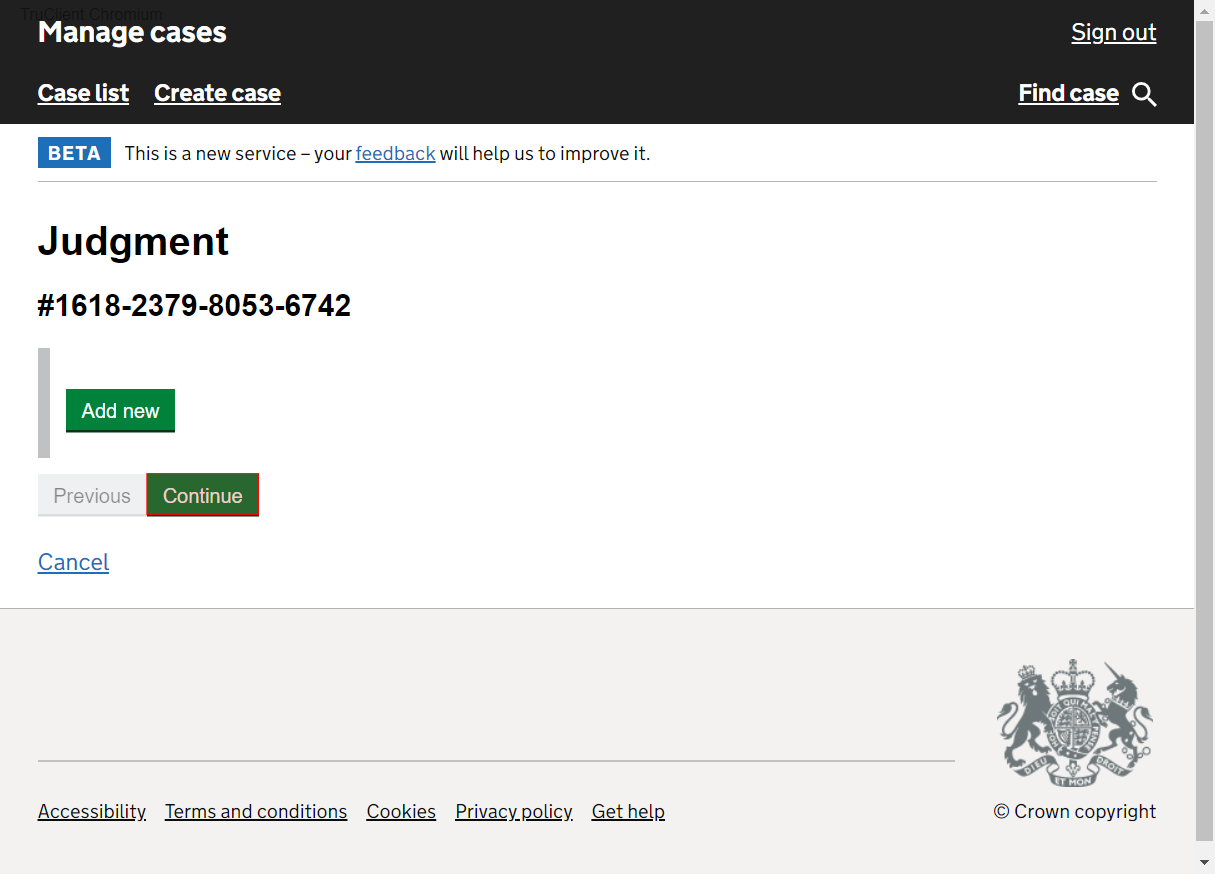 TruClient Chromium
Manage cases
Sign out
Case list Create case
Find case
BETA This is a new service – your feedback will help us to improve it.
Judgment
#1618-2379-8053-6742
Add new
Previous Continue
Cancel
DIEU ET MON DROIT
Accessibility Terms and conditions Cookies Privacy policy Get help
© Crown copyright